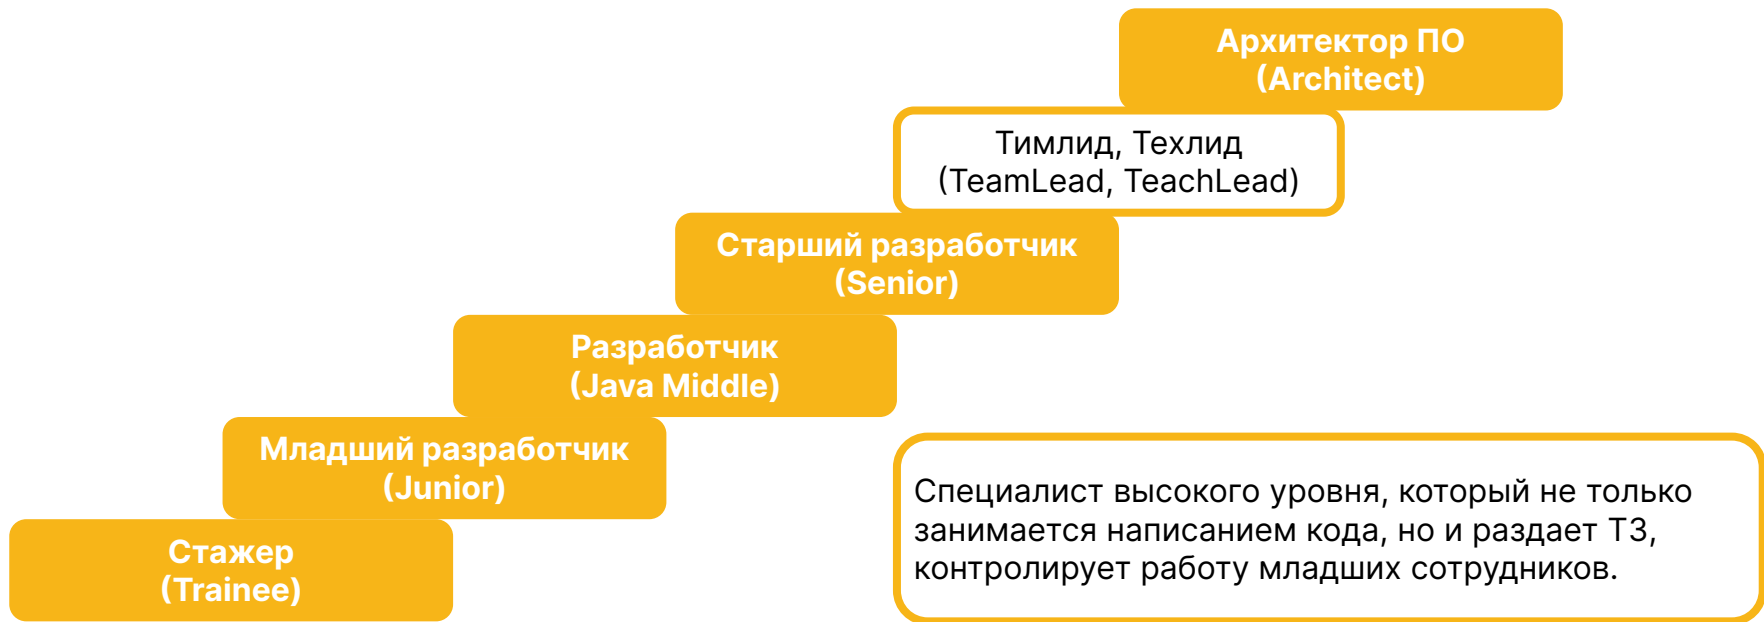 Архитектор ПО
(Architect)
Тимлид, Техлид
(TeamLead, TeachLead)
Старший разработчик
(Senior)
Разработчик
(Java Middle)
Младший разработчик
(Junior)
Стажер
(Trainee)
Специалист высокого уровня, который не только
занимается написанием кода, но и раздает ТЗ,
контролирует работу младших сотрудников.